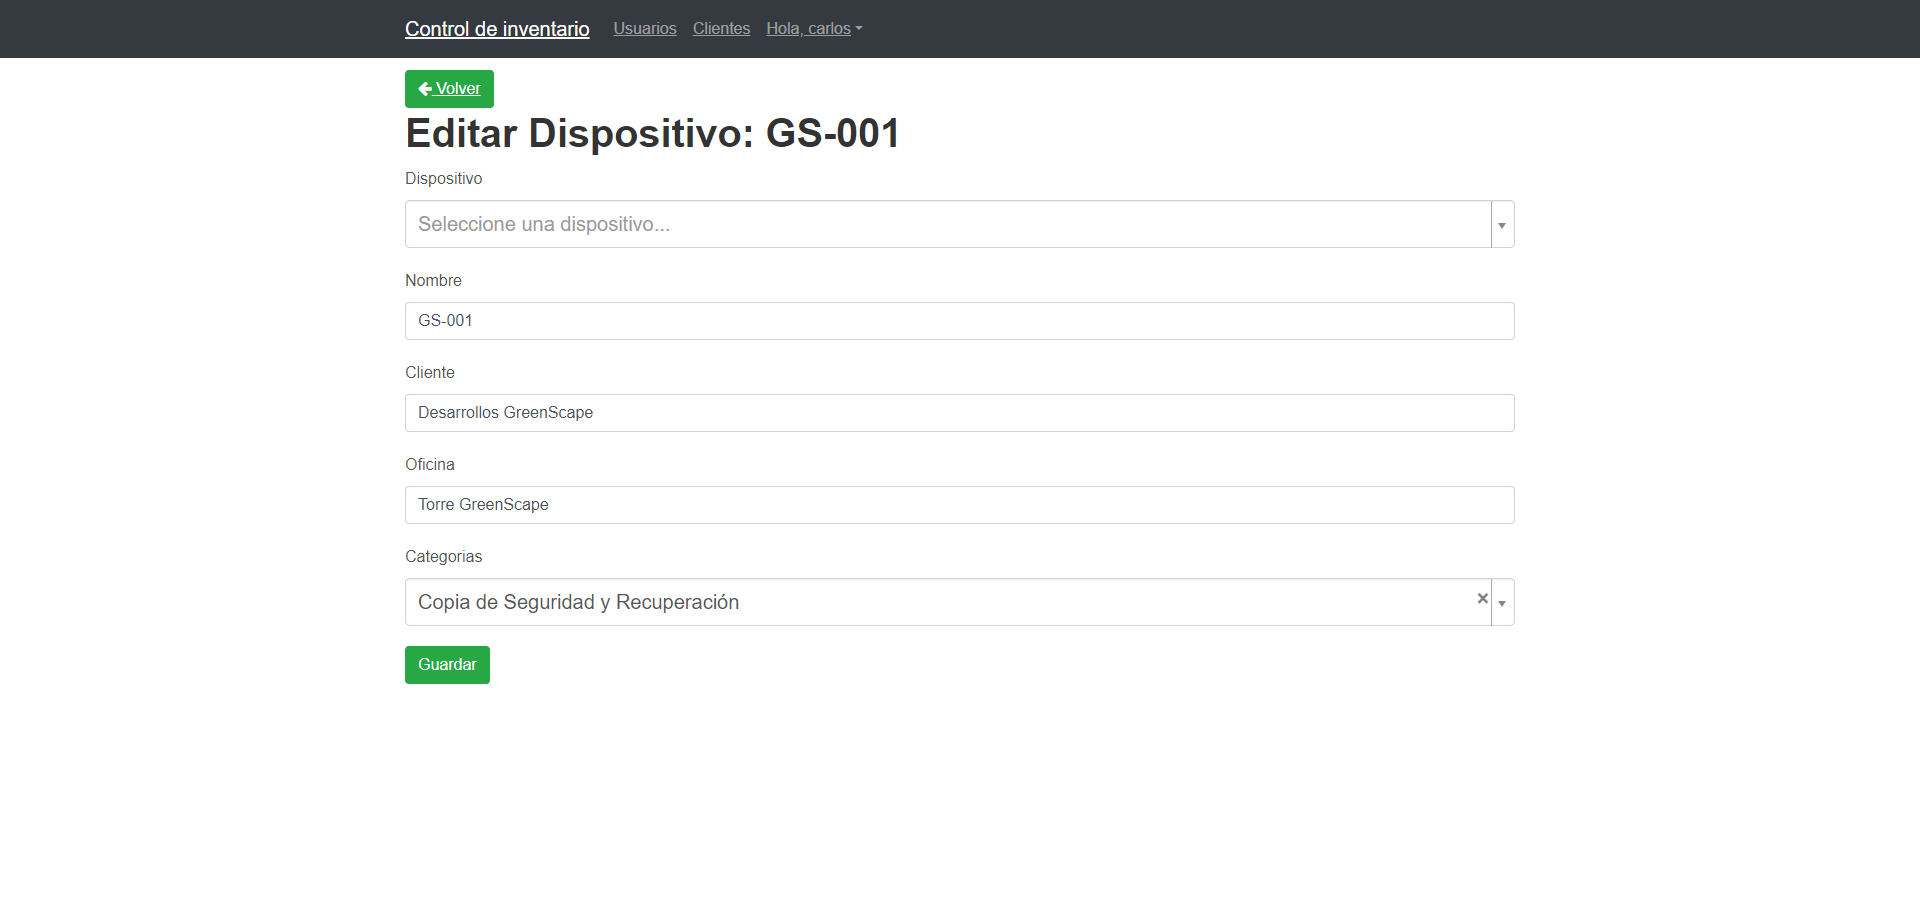 Control de inventario Usuarios Clientes Hola, carlos
Volver
Editar Dispositivo: GS-001
Dispositivo
Seleccione una dispositivo...
Nombre
GS-001
Cliente
Desarrollos GreenScape
Oficina
Torre GreenScape
Categorias
Copia de Seguridad y Recuperación ×
Guardar